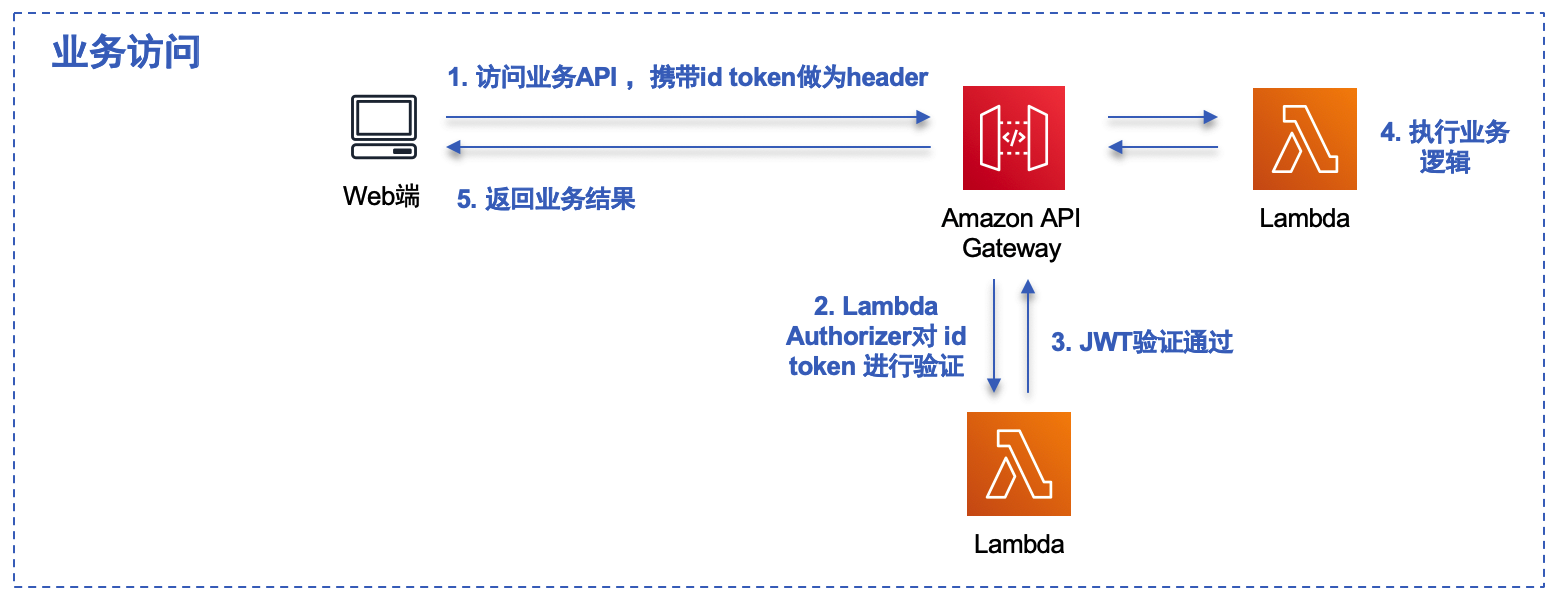 业务访问
1. 访问业务API ，携带id token做为header
Web端
5. 返回业务结果
Amazon API
Gateway
4. 执行业务
逻辑
Lambda
2. Lambda
Authorizer对 id
token 进行验证
3. JWT验证通过
Lambda